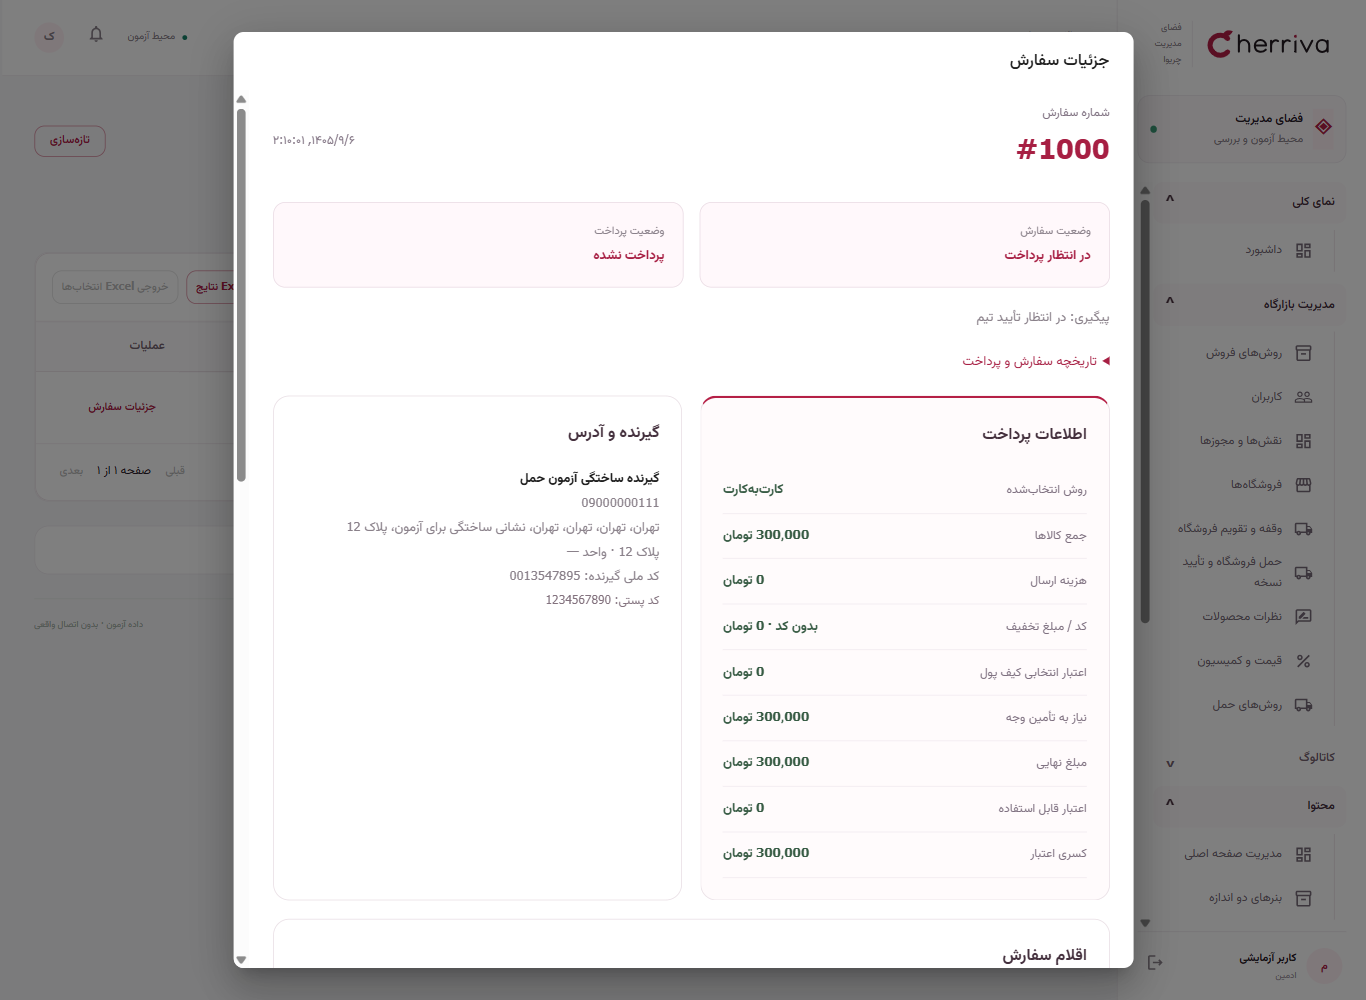 Cherriva
فضای
مدیریت
چریوا
فضای مدیریت
محیط آزمون و بررسی
نمای کلی
داشبورد
مدیریت بازارگاه
روش‌های فروش
کاربران
نقش‌ها و مجوزها
فروشگاه‌ها
وقفه و تقویم فروشگاه
حمل فروشگاه و تأیید
نسخه
نظرات محصولات
قیمت و کمیسیون
روش‌های حمل
کاتالوگ
محتوا
مدیریت صفحه اصلی
بنرهای دو اندازه
کاربر آزمایشی
ادمین
م
محیط آزمون
ک
تازه‌سازی
نتایج Ex
خروجی Excel انتخاب‌ها
عملیات
جزئیات سفارش
قبلی
صفحه ۱ از ۱
بعدی
داده آزمون · بدون اتصال واقعی
جزئیات سفارش
شماره سفارش
#1000
۱۴۰۵/۹/۶, ۲:۱۰:۰۱
وضعیت سفارش
در انتظار پرداخت
وضعیت پرداخت
پرداخت نشده
پیگیری: در انتظار تأیید تیم
تاریخچه سفارش و پرداخت
اطلاعات پرداخت
روش انتخاب‌شده
کارت‌به‌کارت
جمع کالاها
300,000 تومان
هزینه ارسال
0 تومان
کد / مبلغ تخفیف
بدون کد · 0 تومان
اعتبار انتخابی کیف پول
0 تومان
نیاز به تأمین وجه
300,000 تومان
مبلغ نهایی
300,000 تومان
اعتبار قابل استفاده
0 تومان
کسری اعتبار
300,000 تومان
گیرنده و آدرس
گیرنده ساختگی آزمون حمل
09000000111
تهران، تهران، تهران، تهران، نشانی ساختگی برای آزمون، پلاک 12
پلاک 12 · واحد —
کد ملی گیرنده: 0013547895
کد پستی: 1234567890
اقلام سفارش